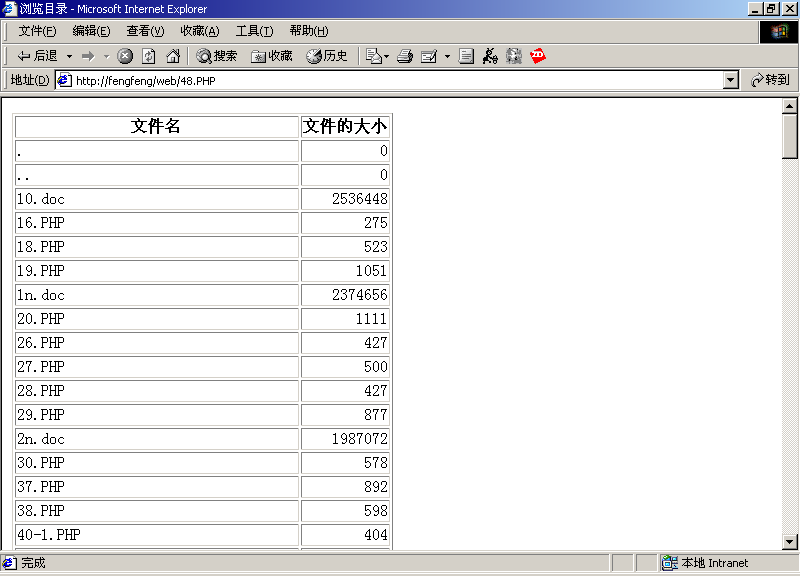 浏览目录 - Microsoft Internet Explorer
文件(F) 编辑(E) 查看(V) 收藏(A) 工具(T) 帮助(H)
后退 搜索 收藏 历史
地址(D) http://fengfeng/web/48.PHP 转到
文件名 文件的大小
. 0
.. 0
10.doc 2536448
16.PHP 275
18.PHP 523
19.PHP 1051
1n.doc 2374656
20.PHP 1111
26.PHP 427
27.PHP 500
28.PHP 427
29.PHP 877
2n.doc 1987072
30.PHP 578
37.PHP 892
38.PHP 598
40-1.PHP 404
完成 本地 Intranet